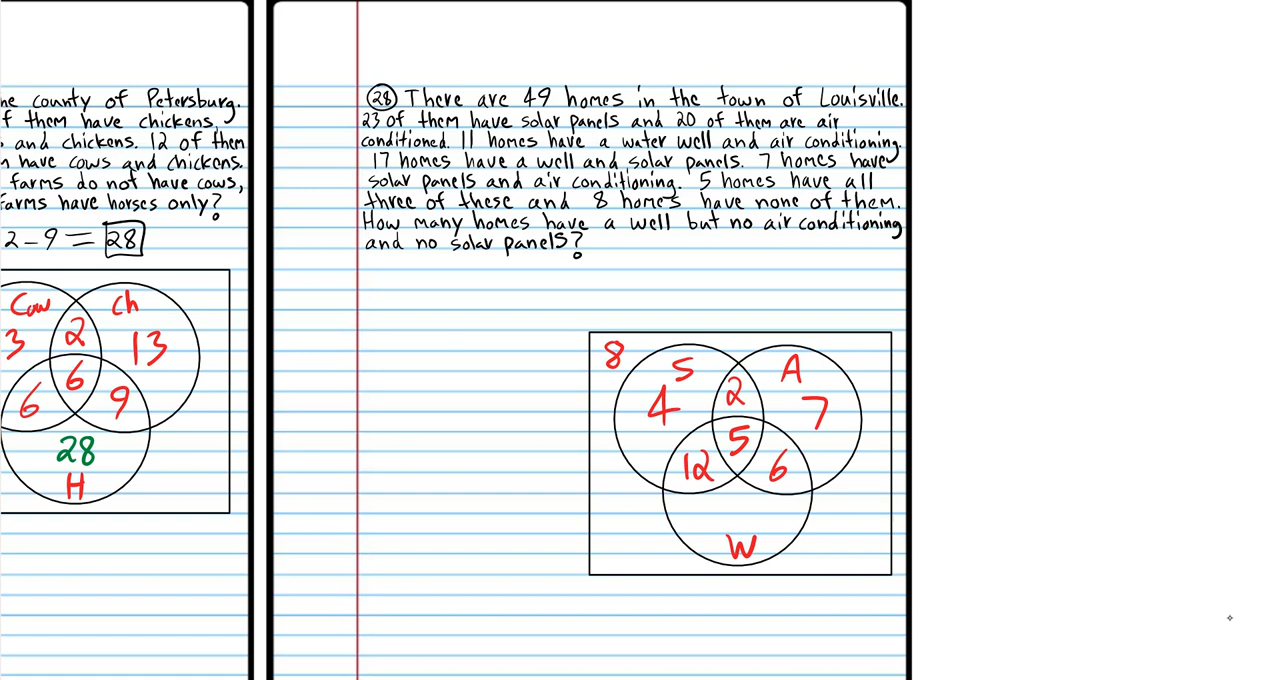 ne county of Petersburg.
f them have chickens,
and chickens. 12 of them
have cows and chickens.
farms do not have cows,
farms have horses only?
2 - 9 = 28
Cow Ch
3 2 13
6
6 9
28
H
28 There are 49 homes in the town of Louisville.
23 of them have solar panels and 20 of them are air
conditioned. 11 homes have a water well and air conditioning.
17 homes have a well and solar panels. 7 homes have
solar panels and air conditioning. 5 homes have all
three of these and 8 homes have none of them.
How many homes have a well but no air conditioning
and no solar panels?
8 S A
4 2 7
5
12 6
W